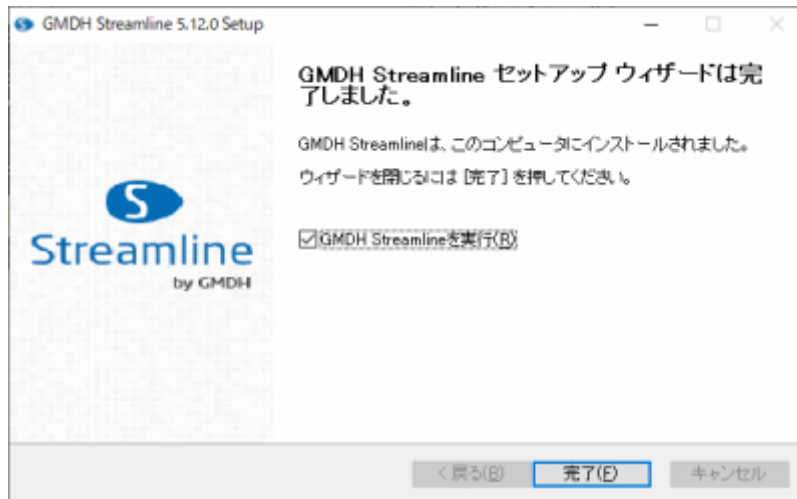 GMDH Streamline 5.12.0 Setup
GMDH Streamline セットアップ ウィザードは完
了しました。
GMDH Streamlineは、このコンピュータにインストールされました。
ウィザードを閉じるには [完了] を押してください。
S
Streamline
by GMDH
GMDH Streamlineを実行(R)
< 戻る(B)
完了(F)
キャンセル